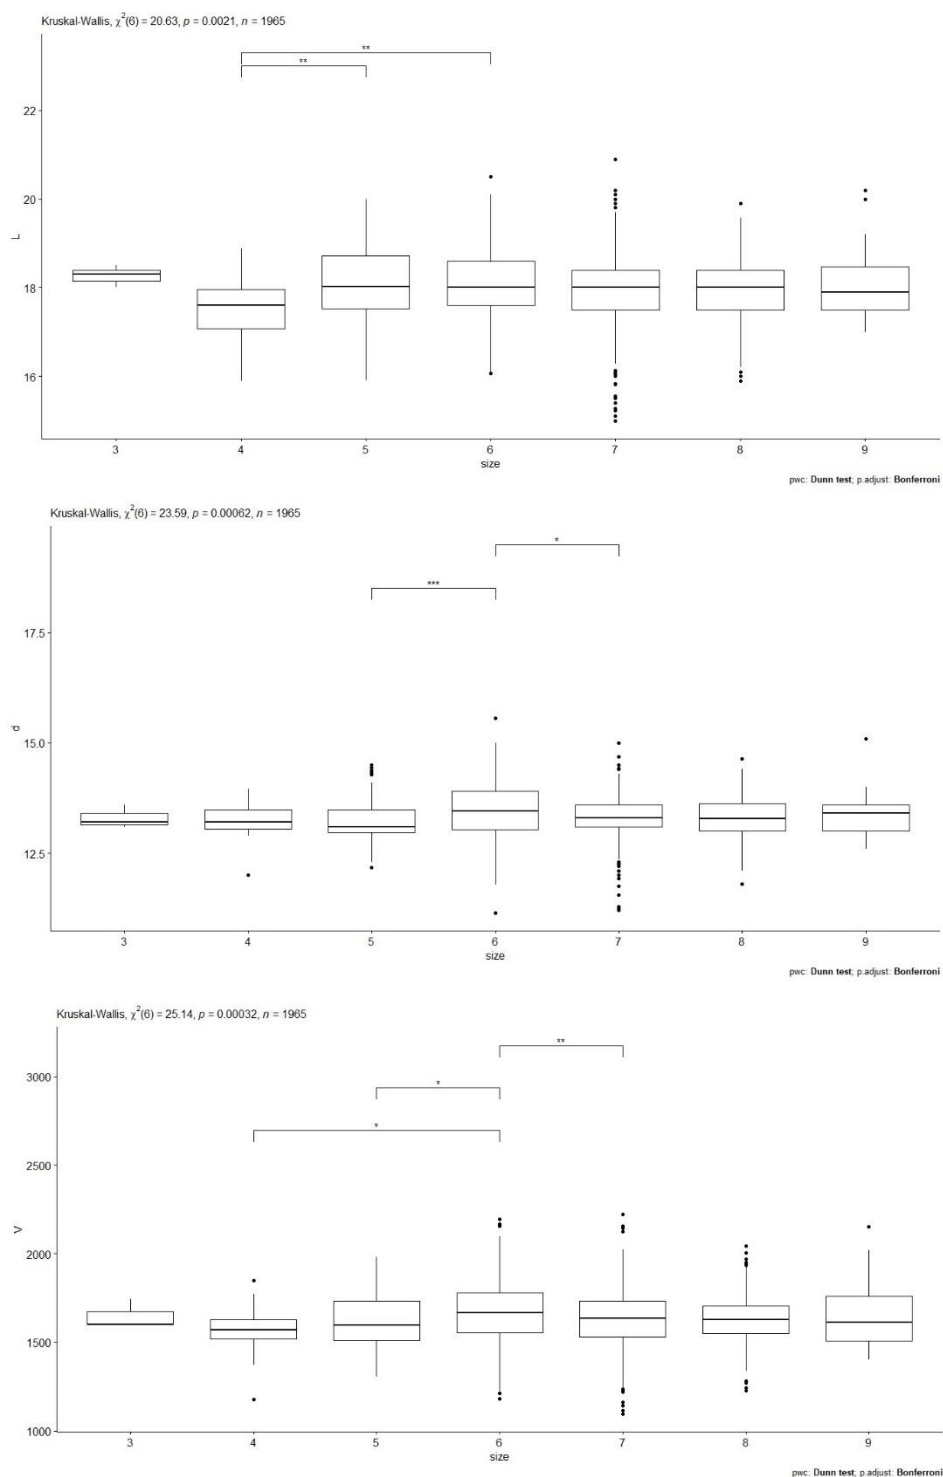 Kruskal-Wallis, χ²(6) = 20.63, p = 0.0021, n = 1965
**
**
22
20
18
16
L
3 4 5 6 7 8 9
size
pwc: Dunn test; p.adjust: Bonferroni
Kruskal-Wallis, χ²(6) = 23.59, p = 0.00062, n = 1965
*
***
17.5
15.0
12.5
d
3 4 5 6 7 8 9
size
pwc: Dunn test; p.adjust: Bonferroni
Kruskal-Wallis, χ²(6) = 25.14, p = 0.00032, n = 1965
**
*
*
3000
2500
2000
1500
1000
V
3 4 5 6 7 8 9
size
pwc: Dunn test; p.adjust: Bonferroni